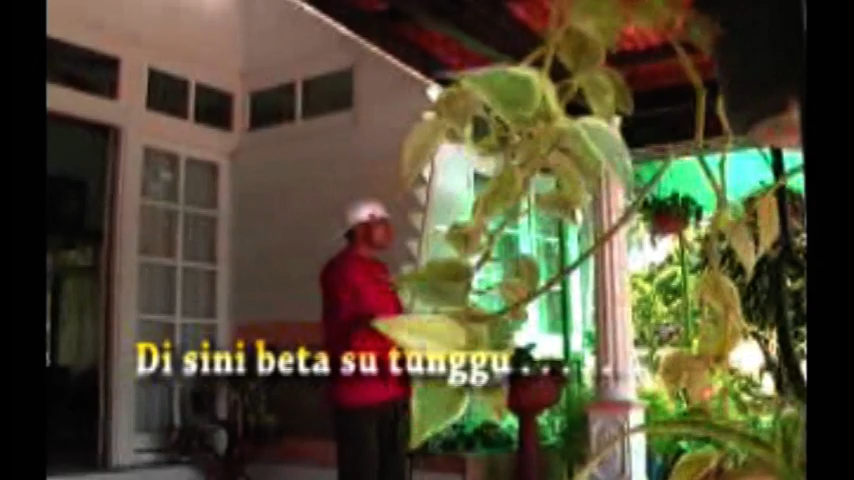 Di sini beta su tunggu . . . . . .